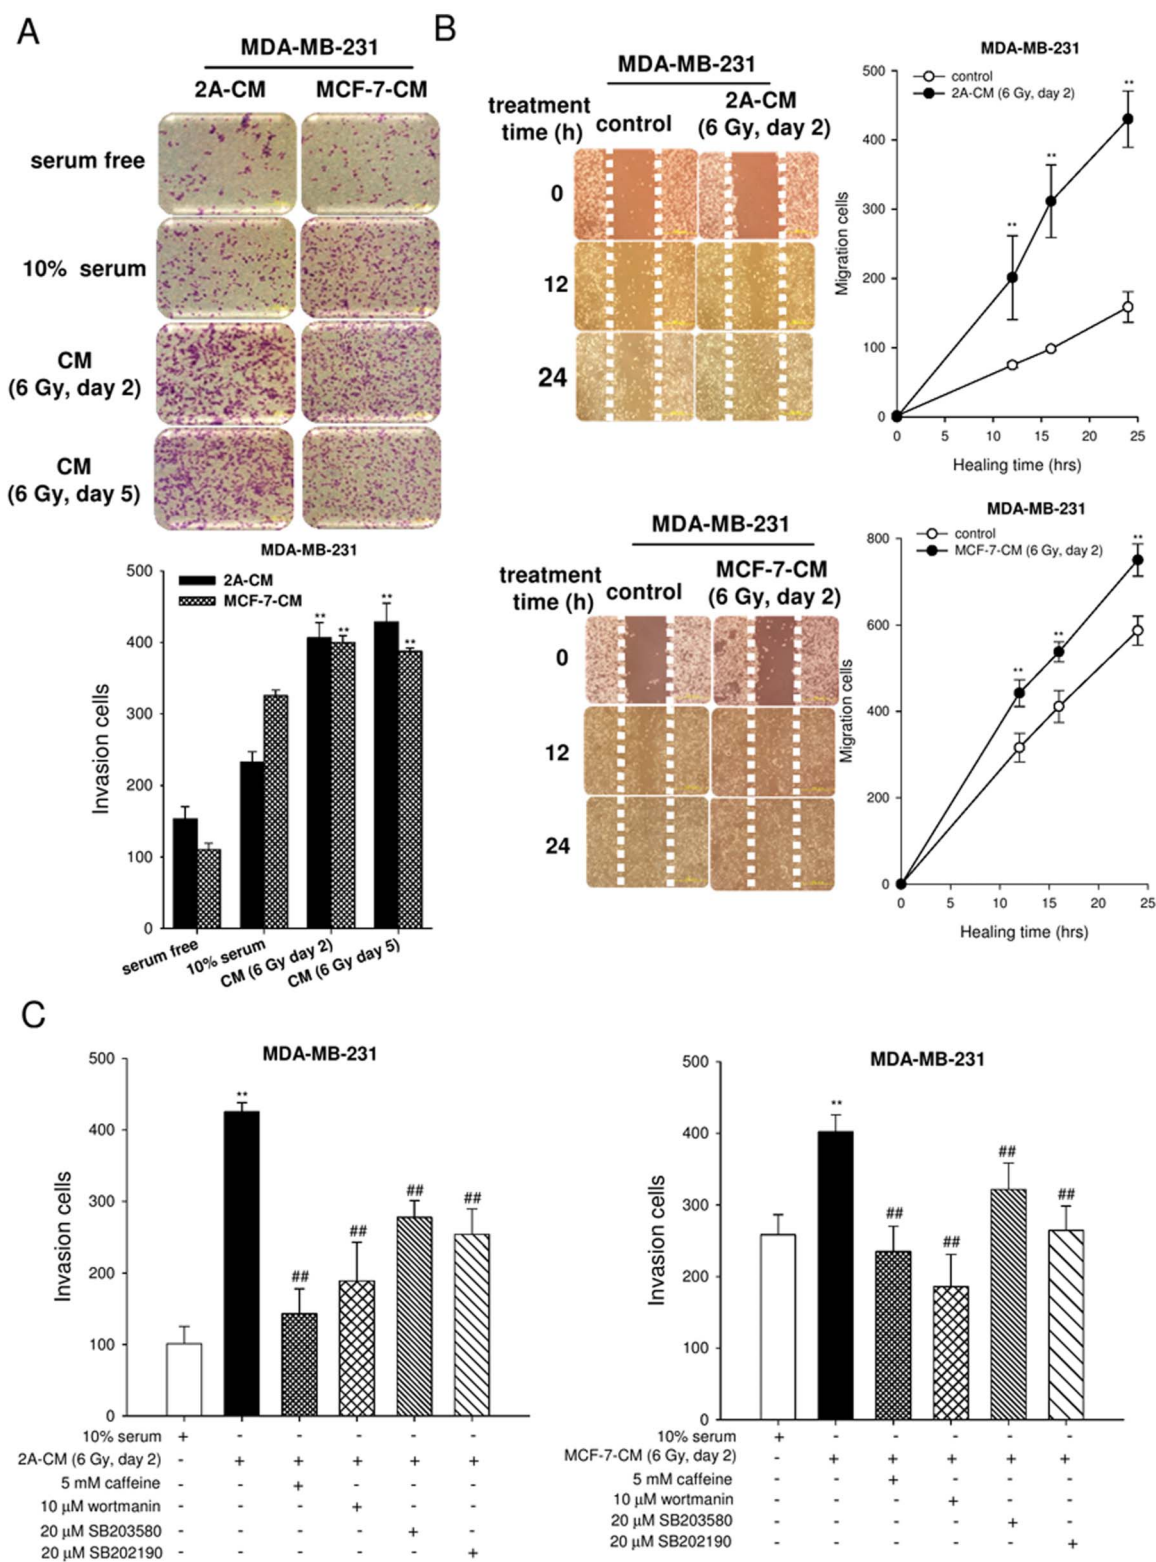 A
MDA-MB-231
2A-CM MCF-7-CM
serum free
10% serum
CM
(6 Gy, day 2)
CM
(6 Gy, day 5)
MDA-MB-231
2A-CM
MCF-7-CM
Invasion cells
500
400
300
200
100
0
** ** ** **
serum free 10% serum CM (6 Gy day 2) CM (6 Gy day 5)
B
MDA-MB-231
treatment
time (h)
control
2A-CM
(6 Gy, day 2)
0
12
24
MDA-MB-231
control
2A-CM (6 Gy, day 2)
Migration cells
500
400
300
200
100
0
** ** **
0 5 10 15 20 25
Healing time (hrs)
MDA-MB-231
treatment
time (h)
control
MCF-7-CM
(6 Gy, day 2)
0
12
24
MDA-MB-231
control
MCF-7-CM (6 Gy, day 2)
Migration cells
800
600
400
200
0
** ** **
0 5 10 15 20 25
Healing time (hrs)
C
MDA-MB-231
Invasion cells
500
400
300
200
100
0
** ## ## ## ##
10% serum + - - - - -
2A-CM (6 Gy, day 2) - + + + + +
5 mM caffeine - - + - - -
10 µM wortmanin - - - + - -
20 µM SB203580 - - - - + -
20 µM SB202190 - - - - - +
MDA-MB-231
Invasion cells
500
400
300
200
100
0
** ## ## ## ##
10% serum + - - - - -
MCF-7-CM (6 Gy, day 2) - + + + + +
5 mM caffeine - - + - - -
10 µM wortmanin - - - + - -
20 µM SB203580 - - - - + -
20 µM SB202190 - - - - - +